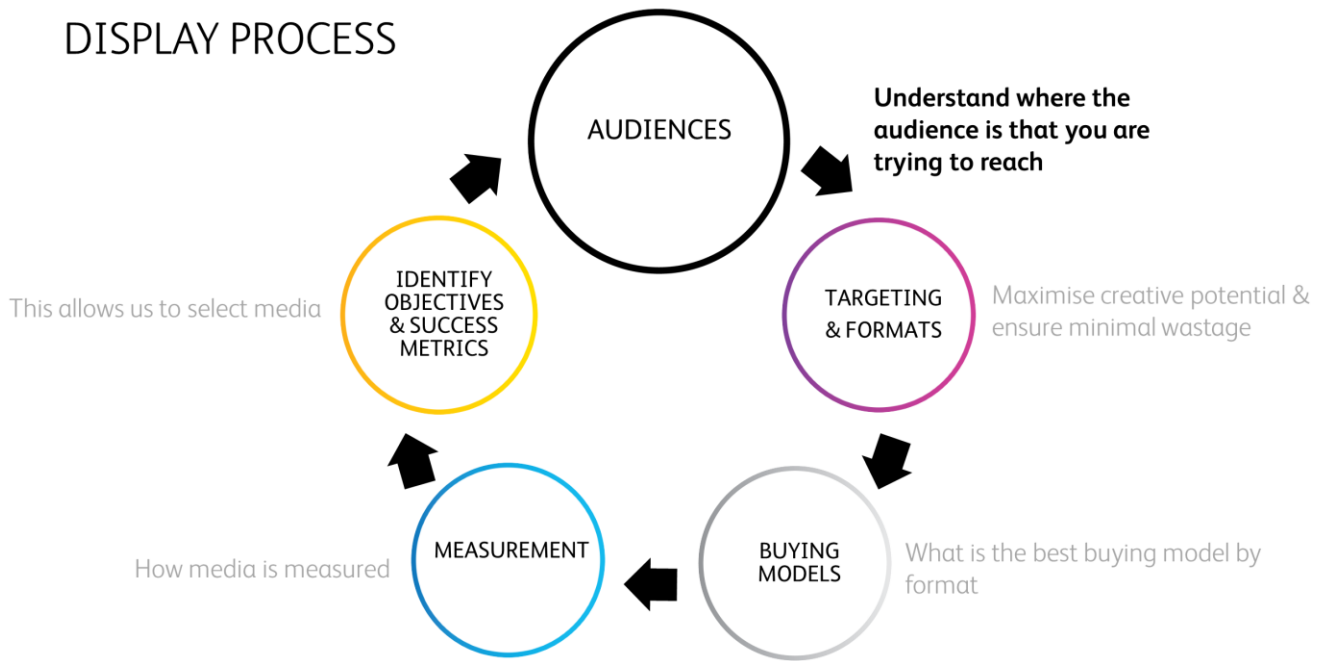 DISPLAY PROCESS
AUDIENCES
Understand where the
audience is that you are
trying to reach
TARGETING
& FORMATS
Maximise creative potential &
ensure minimal wastage
BUYING
MODELS
What is the best buying model by
format
MEASUREMENT
How media is measured
IDENTIFY
OBJECTIVES
& SUCCESS
METRICS
This allows us to select media